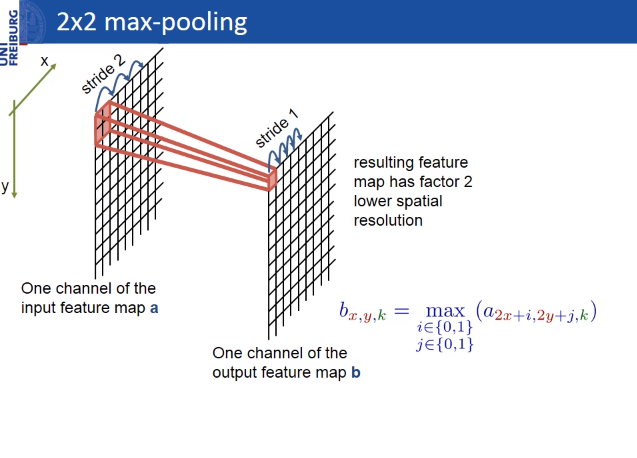 UNI
FREIBURG
2x2 max-pooling
x
y
stride 2
stride 1
resulting feature
map has factor 2
lower spatial
resolution
One channel of the
input feature map a
b_{x,y,k} = max_{i∈{0,1} j∈{0,1}} (a_{2x+i,2y+j,k})
One channel of the
output feature map b